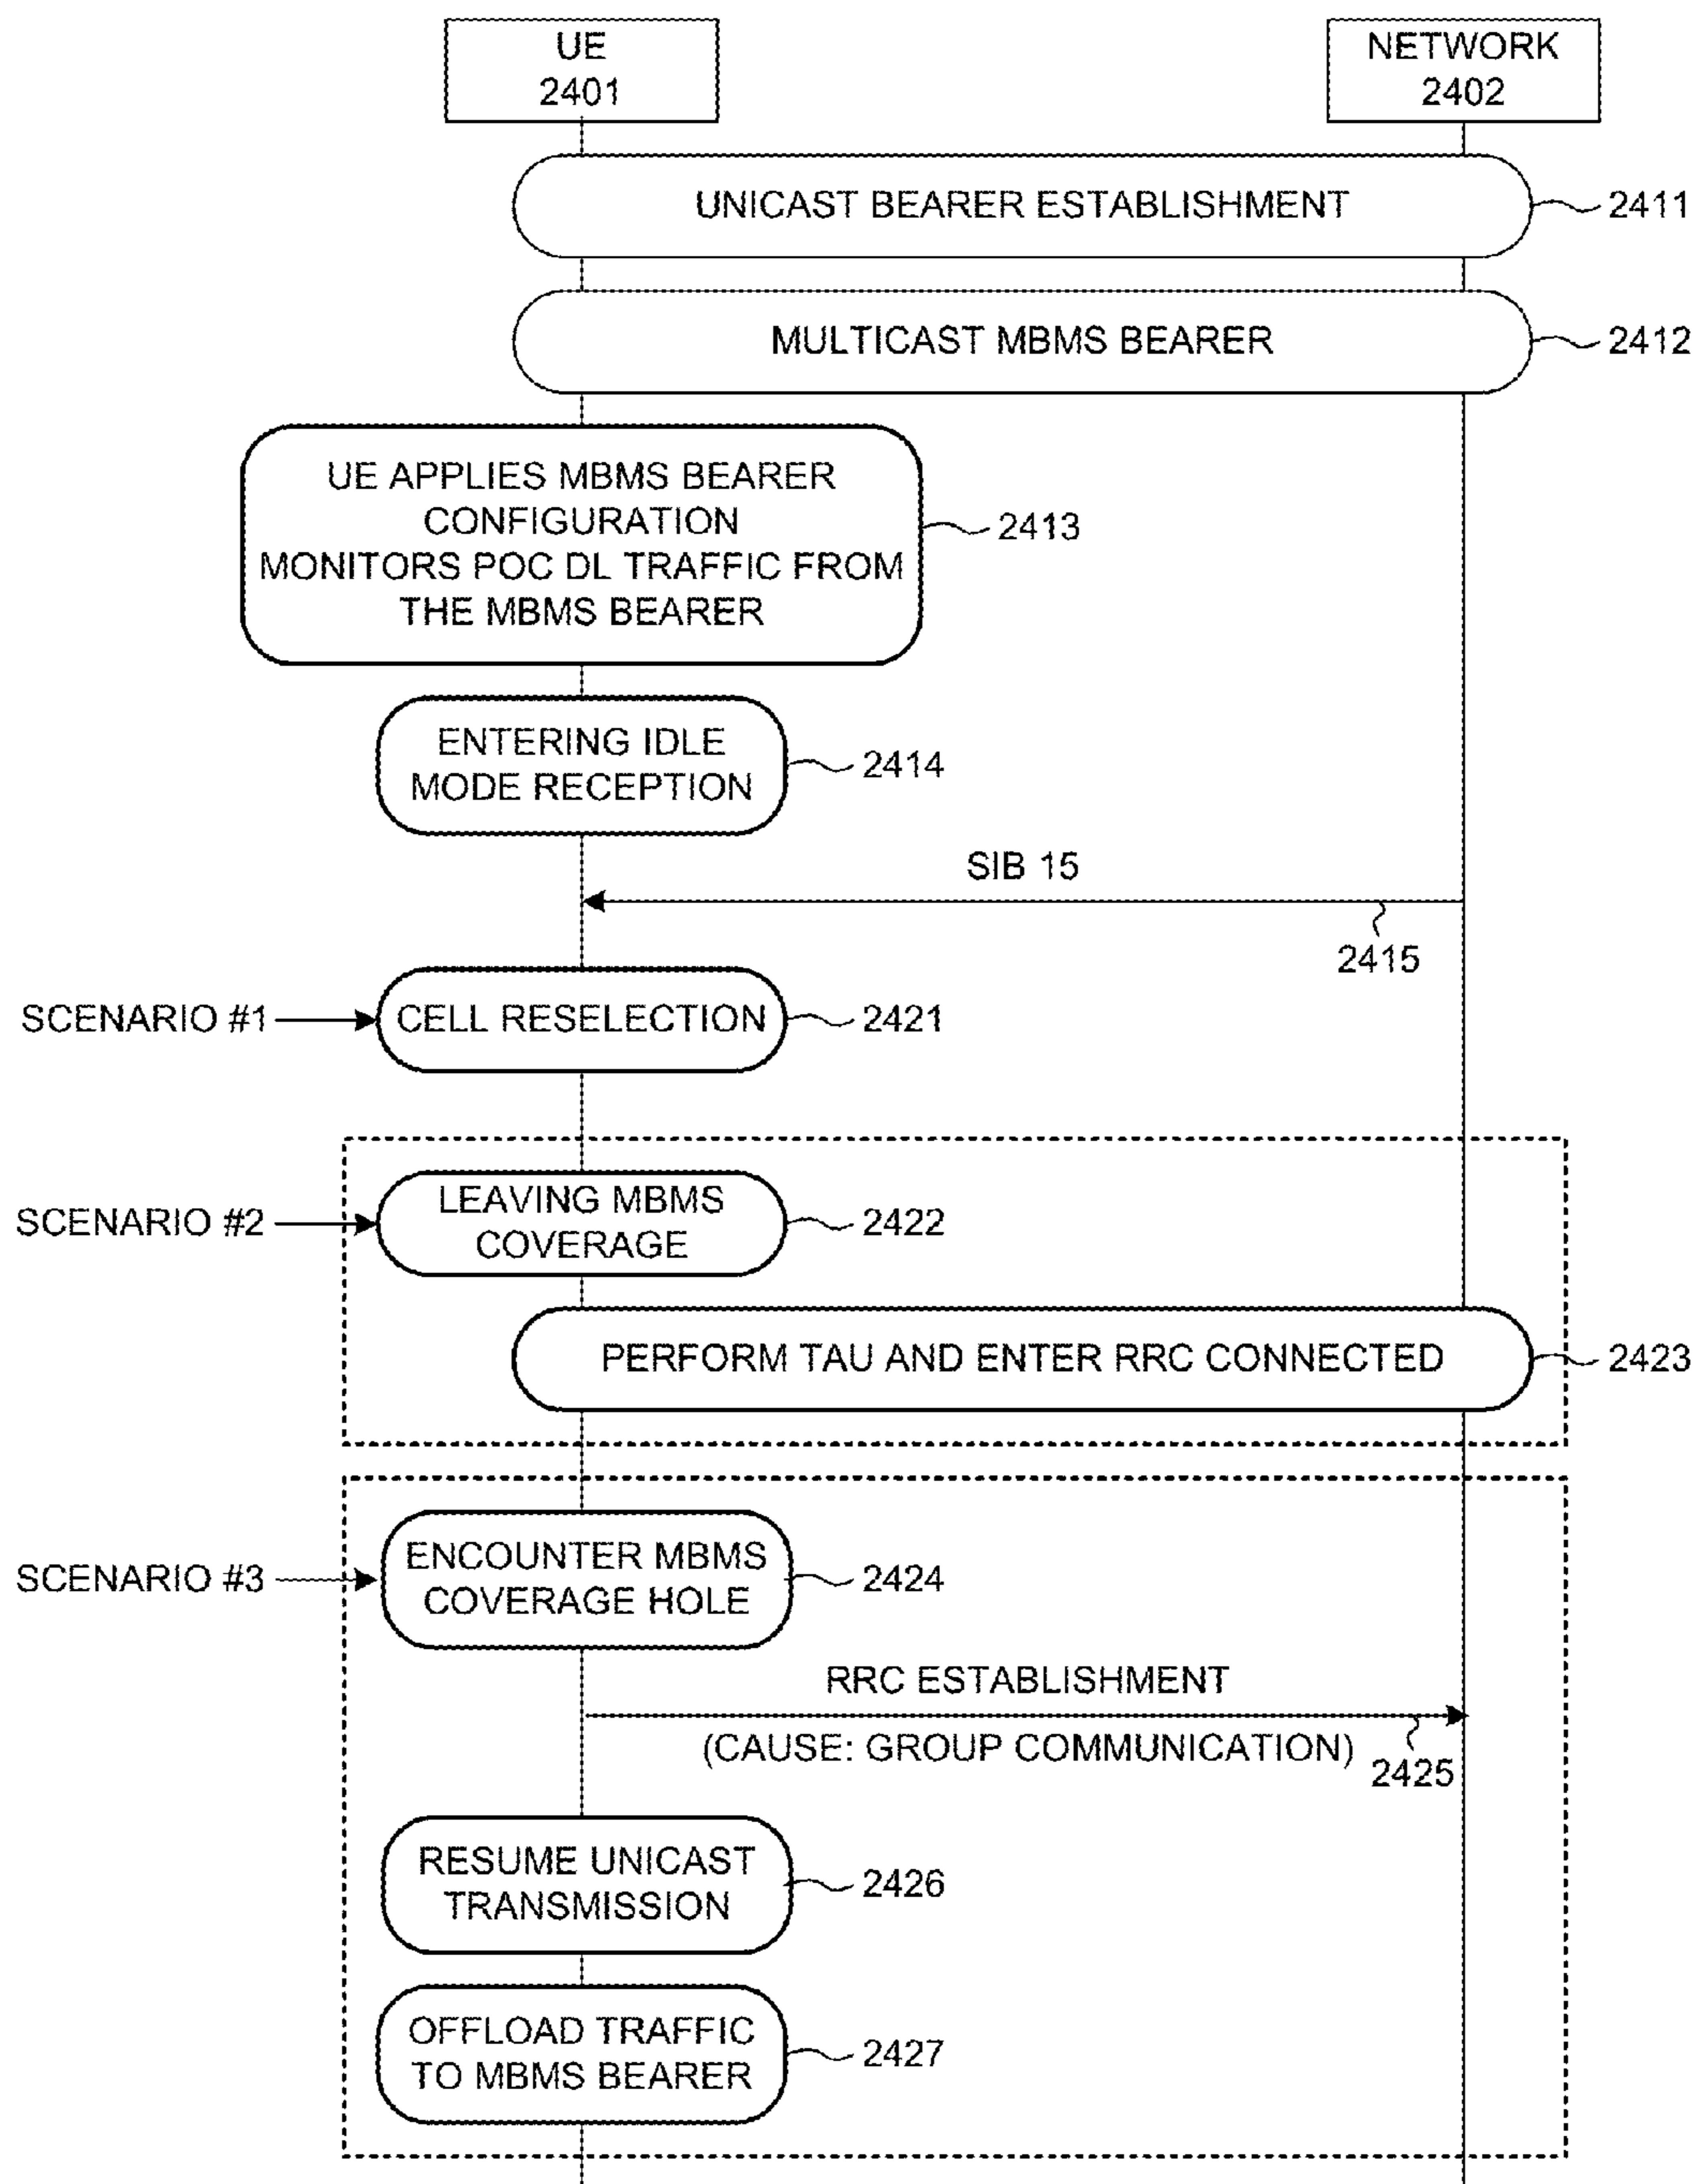 UE
2401
NETWORK
2402
UNICAST BEARER ESTABLISHMENT
2411
MULTICAST MBMS BEARER
2412
UE APPLIES MBMS BEARER
CONFIGURATION
MONITORS POC DL TRAFFIC FROM
THE MBMS BEARER
2413
ENTERING IDLE
MODE RECEPTION
2414
SIB 15
2415
SCENARIO #1
CELL RESELECTION
2421
SCENARIO #2
LEAVING MBMS
COVERAGE
2422
PERFORM TAU AND ENTER RRC CONNECTED
2423
SCENARIO #3
ENCOUNTER MBMS
COVERAGE HOLE
2424
RRC ESTABLISHMENT
(CAUSE: GROUP COMMUNICATION)
2425
RESUME UNICAST
TRANSMISSION
2426
OFFLOAD TRAFFIC
TO MBMS BEARER
2427